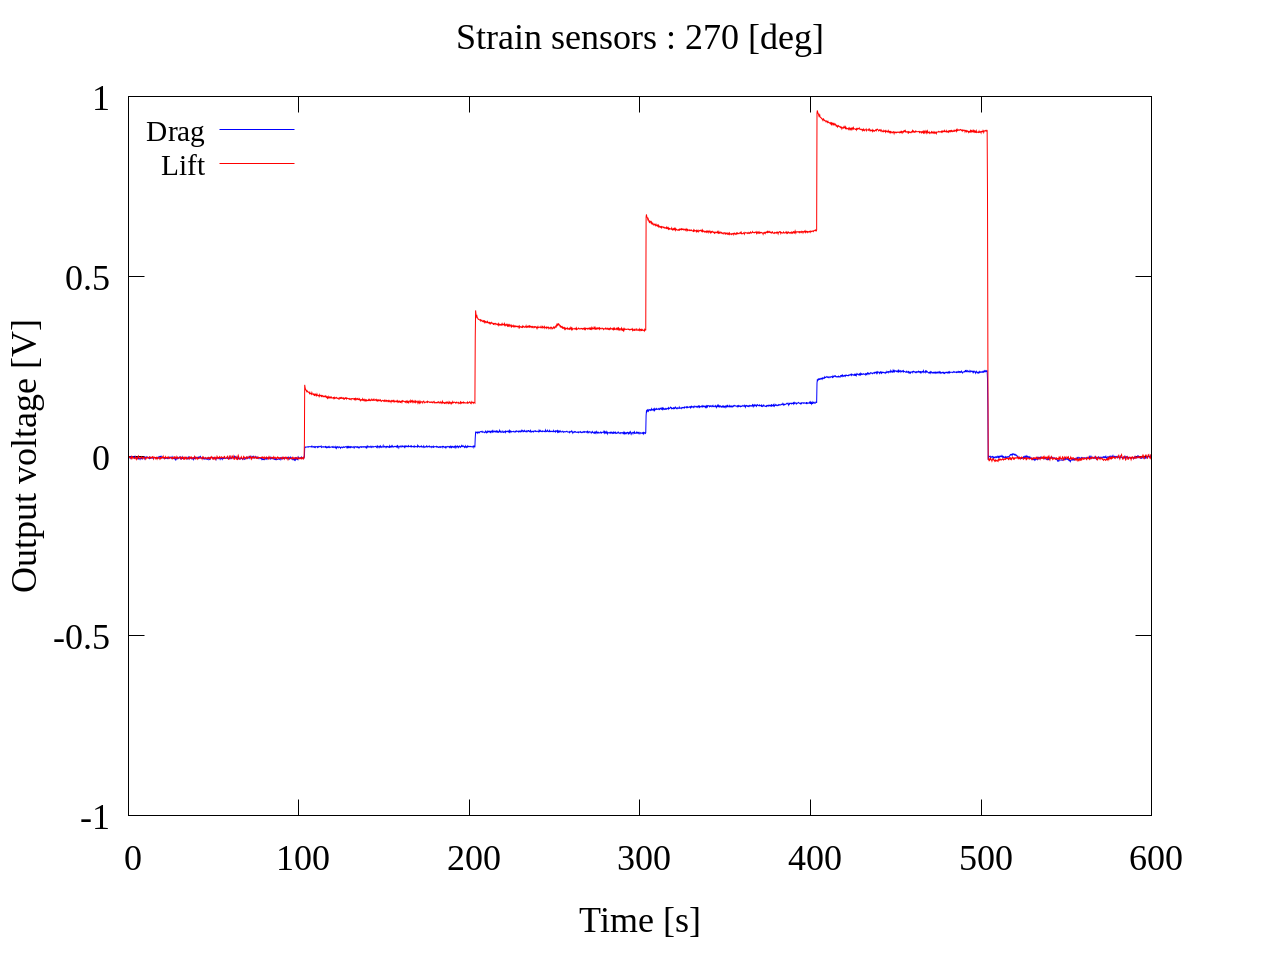 Strain sensors : 270 [deg]
1
Drag
Lift
0.5
0
-0.5
-1
Output voltage [V]
0 100 200 300 400 500 600
Time [s]